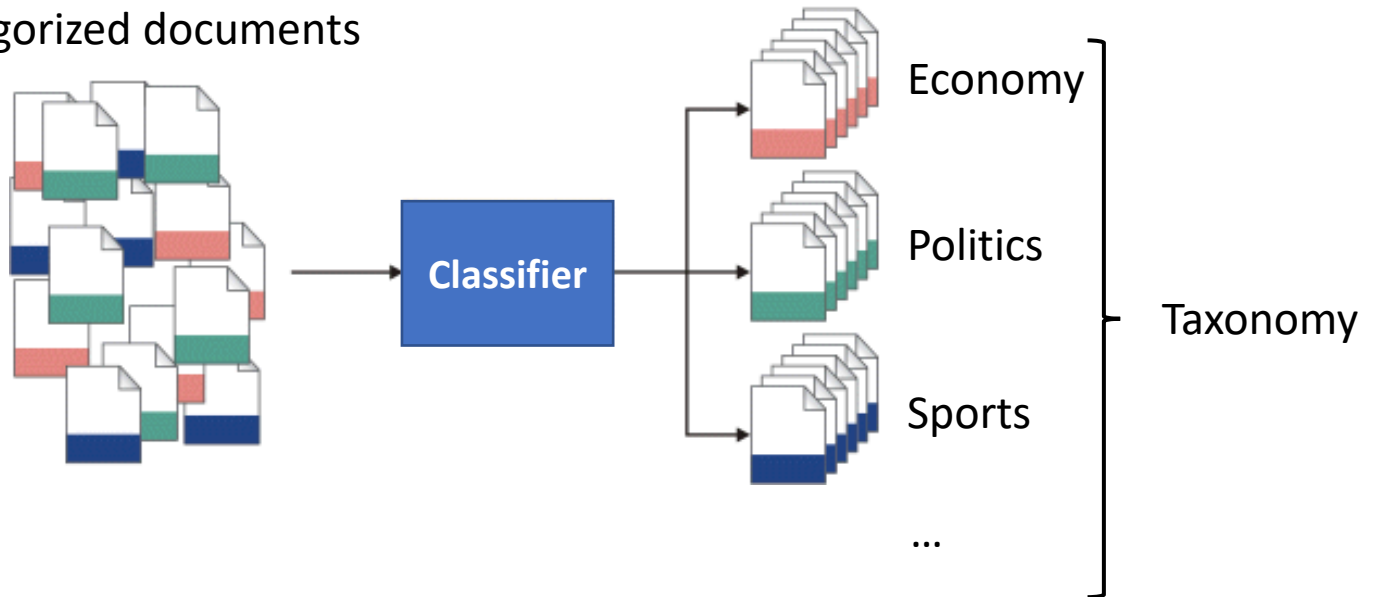 gorized documents
Economy
Politics
Classifier
Taxonomy
Sports
...